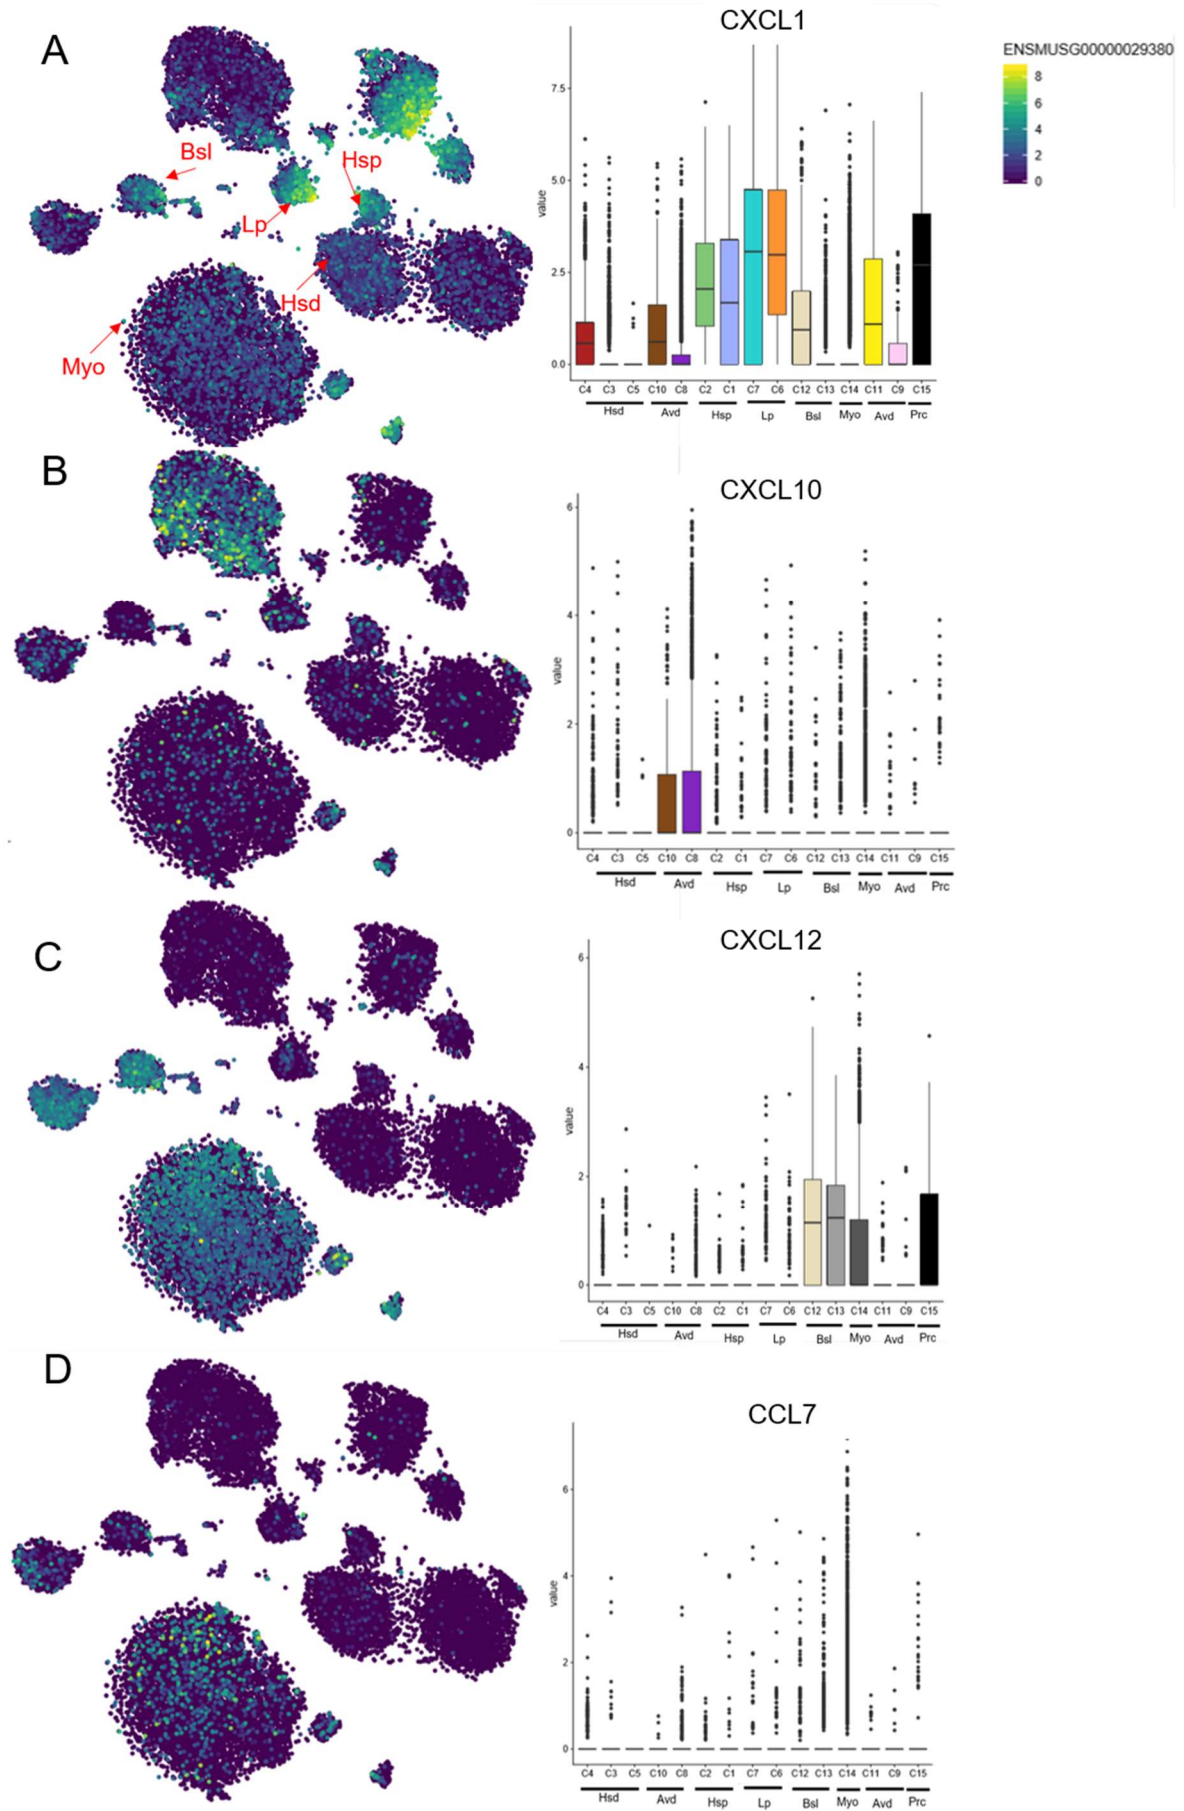 A
CXCL1
ENSMUSG00000029380
8
6
4
2
0
Bsl
Hsp
Lp
Hsd
Myo
value
7.5
5.0
2.5
0.0
C4 C3 C5 C10 C8 C2 C1 C7 C6 C12 C13 C14 C11 C9 C15
Hsd Avd Hsp Lp Bsl Myo Avd Prc
B
CXCL10
value
6
4
2
0
C4 C3 C5 C10 C8 C2 C1 C7 C6 C12 C13 C14 C11 C9 C15
Hsd Avd Hsp Lp Bsl Myo Avd Prc
C
CXCL12
value
6
4
2
0
C4 C3 C5 C10 C8 C2 C1 C7 C6 C12 C13 C14 C11 C9 C15
Hsd Avd Hsp Lp Bsl Myo Avd Prc
D
CCL7
value
6
4
2
0
C4 C3 C5 C10 C8 C2 C1 C7 C6 C12 C13 C14 C11 C9 C15
Hsd Avd Hsp Lp Bsl Myo Avd Prc